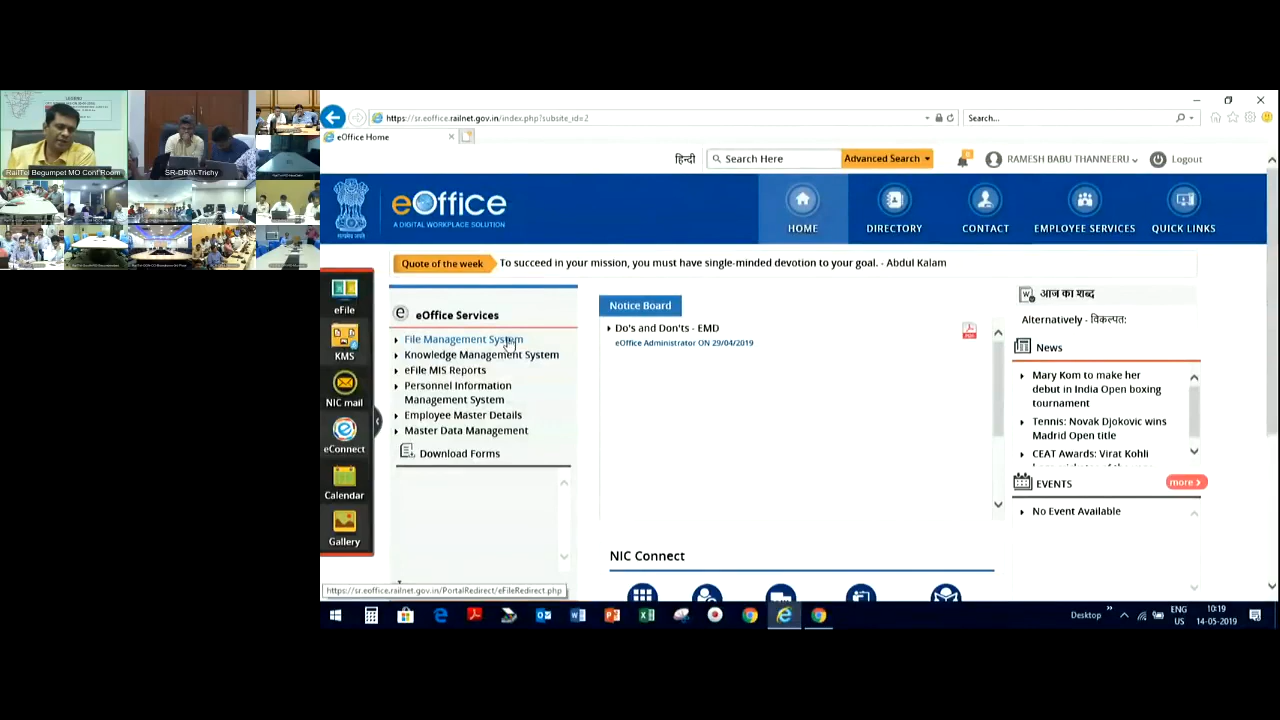 LEGEND
RailTel Begumpet MO Conf Room
SR-DRM-Trichy
https://sr.eoffice.railnet.gov.in/index.php?subsite_id=2
Search...
eOffice Home
हिन्दी
Search Here
Advanced Search
RAMESH BABU THANNEERU
Logout
eOffice
A DIGITAL WORKPLACE SOLUTION
HOME
DIRECTORY
CONTACT
EMPLOYEE SERVICES
QUICK LINKS
Quote of the week
To succeed in your mission, you must have single-minded devotion to your goal. - Abdul Kalam
eFile
KMS
NIC mail
eConnect
Calendar
Gallery
eOffice Services
File Management System
Knowledge Management System
eFile MIS Reports
Personnel Information
Management System
Employee Master Details
Master Data Management
Download Forms
Notice Board
Do's and Don'ts - EMD
eOffice Administrator ON 29/04/2019
NIC Connect
आज का शब्द
Alternatively - विकल्पत:
News
Mary Kom to make her
debut in India Open boxing
tournament
Tennis: Novak Djokovic wins
Madrid Open title
CEAT Awards: Virat Kohli
EVENTS
more
No Event Available
https://sr.eoffice.railnet.gov.in/PortalRedirect/eFileRedirect.php
Desktop
ENG
US
10:19
14-05-2019